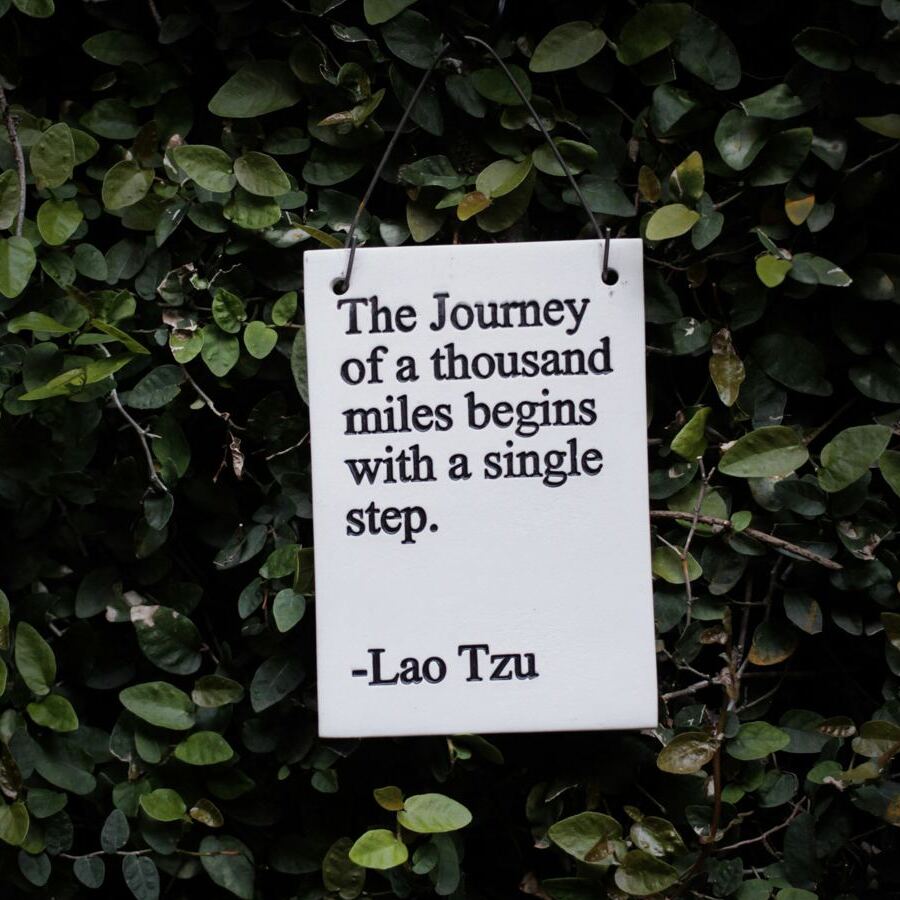 The Journey
of a thousand
miles begins
with a single
step.
-Lao Tzu